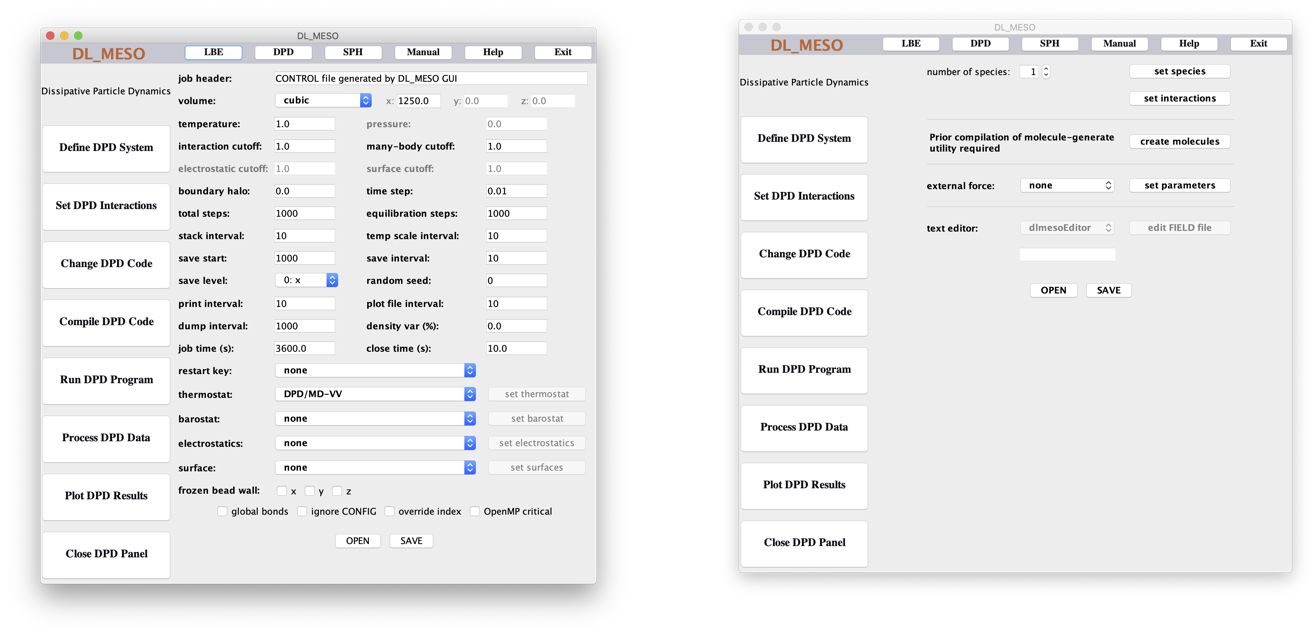 DL_MESO
DL_MESO LBE DPD SPH Manual Help Exit
Dissipative Particle Dynamics
Define DPD System
Set DPD Interactions
Change DPD Code
Compile DPD Code
Run DPD Program
Process DPD Data
Plot DPD Results
Close DPD Panel
job header: CONTROL file generated by DL_MESO GUI
volume: cubic x: 1250.0 y: 0.0 z: 0.0
temperature: 1.0 pressure: 0.0
interaction cutoff: 1.0 many-body cutoff: 1.0
electrostatic cutoff: 1.0 surface cutoff: 1.0
boundary halo: 0.0 time step: 0.01
total steps: 1000 equilibration steps: 1000
stack interval: 10 temp scale interval: 10
save start: 1000 save interval: 10
save level: 0: x random seed: 0
print interval: 10 plot file interval: 10
dump interval: 1000 density var (%): 0.0
job time (s): 3600.0 close time (s): 10.0
restart key: none
thermostat: DPD/MD-VV set thermostat
barostat: none set barostat
electrostatics: none set electrostatics
surface: none set surfaces
frozen bead wall: x y z
global bonds ignore CONFIG override index OpenMP critical
OPEN SAVE
DL_MESO
DL_MESO LBE DPD SPH Manual Help Exit
Dissipative Particle Dynamics
Define DPD System
Set DPD Interactions
Change DPD Code
Compile DPD Code
Run DPD Program
Process DPD Data
Plot DPD Results
Close DPD Panel
number of species: 1 set species
set interactions
Prior compilation of molecule-generate
utility required create molecules
external force: none set parameters
text editor: dlmesoEditor edit FIELD file
OPEN SAVE